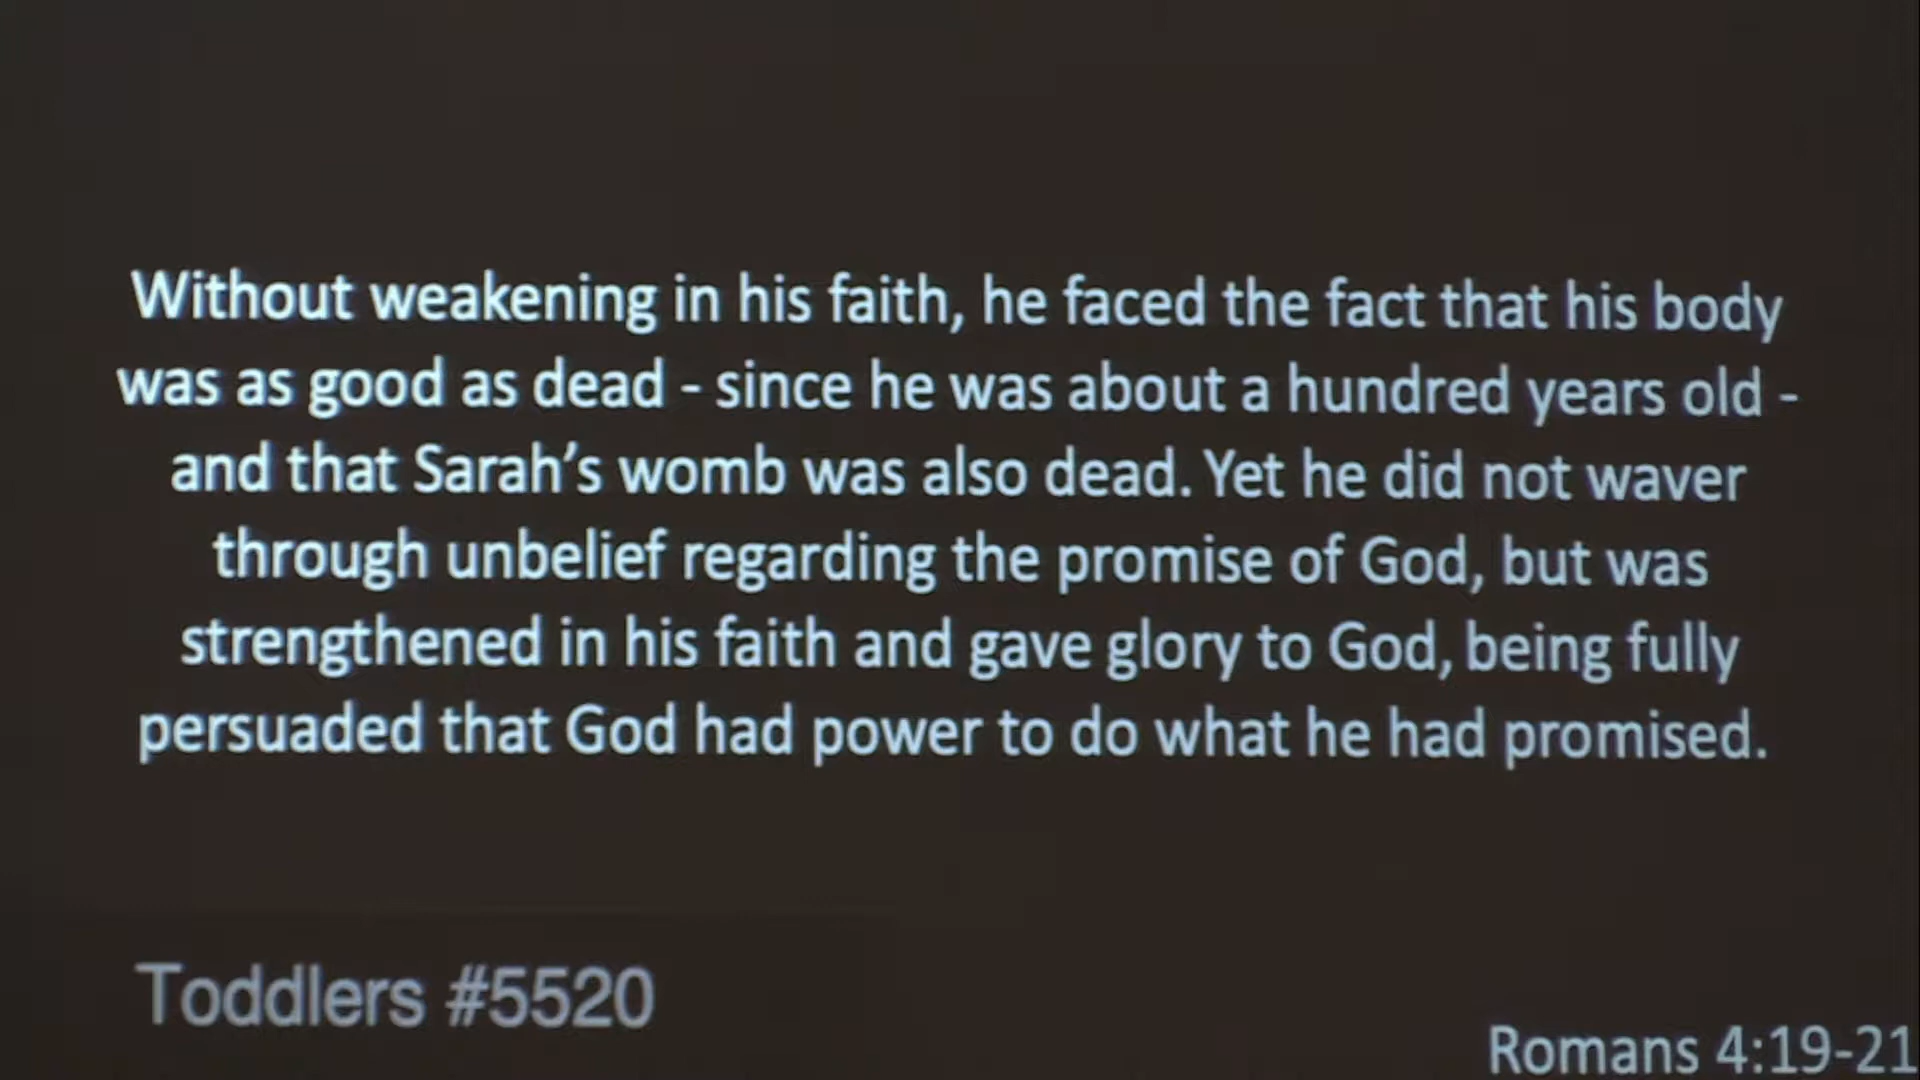 Without weakening in his faith, he faced the fact that his body
was as good as dead - since he was about a hundred years old -
and that Sarah’s womb was also dead. Yet he did not waver
through unbelief regarding the promise of God, but was
strengthened in his faith and gave glory to God, being fully
persuaded that God had power to do what he had promised.
Toddlers #5520
Romans 4:19-21